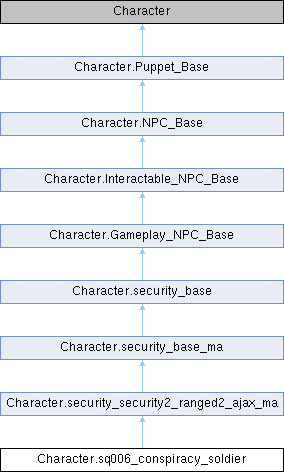 Character
Character.Puppet_Base
Character.NPC_Base
Character.Interactable_NPC_Base
Character.Gameplay_NPC_Base
Character.security_base
Character.security_base_ma
Character.security_security2_ranged2_ajax_ma
Character.sq006_conspiracy_soldier